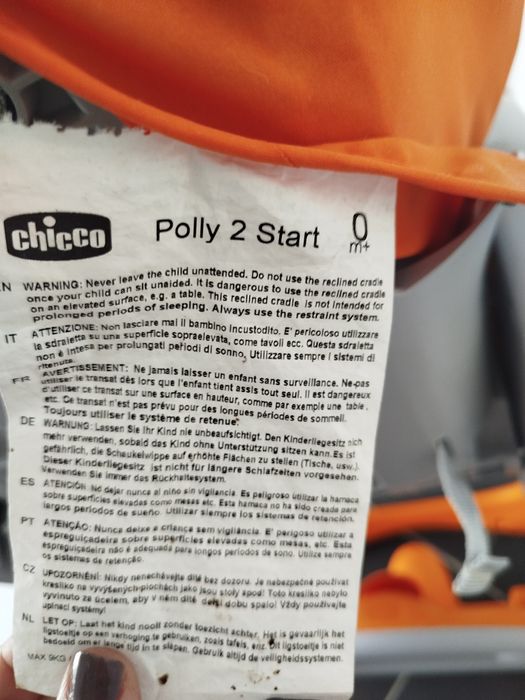 chicco Polly 2 Start 0 m+
EN WARNING: Never leave the child unattended. Do not use the reclined cradle
once your child can sit unaided. It is dangerous to use the reclined cradle
on an elevated surface, e.g. a table. This reclined cradle is not intended for
prolonged periods of sleeping. Always use the restraint system.
IT ATTENZIONE: Non lasciare mai il bambino incustodito. E' pericoloso utilizzare
la sdraietta su una superficie sopraelevata, come tavoli ecc. Questa sdraietta
non è intesa per prolungati periodi di sonno, Utilizzare sempre i sistemi di
ritenuta.
FR AVERTISSEMENT: Ne jamais laisser un enfant sans surveillance. Ne pas
utiliser le transat dès lors que l'enfant tient assis tout seul. Il est dangereux
d'utiliser ce transat sur une surface en hauteur, comme par exemple une table,
etc. Ce transat n'est pas prévu pour des longues périodes de sommeil.
Toujours utiliser le système de retenue.
DE WARNUNG: Lassen Sie Ihr Kind nie unbeaufsichtigt. Den Kinderliegesitz nicht
mehr verwenden, sobald das Kind ohne Unterstützung sitzen kann. Es ist
gefährlich, die Schaukelwippe auf erhöhte Flächen zu stellen (Tische, usw.).
Dieser Kinderliegesitz ist nicht für längere Schlafzeiten vorgesehen.
Verwenden Sie immer das Rückhaltesystem.
ES ATENCIÓN: No dejar nunca al niño sin vigilancia. Es peligroso utilizar la hamaca
sobre superficies elevadas como mesas etc. Esta hamaca no ha sido creada para
largos períodos de sueño. Utilizar siempre los sistemas de retención.
PT ATENÇÃO: Nunca deixe a criança sem vigilância. É perigoso utilizar a
espreguiçadeira sobre superfícies elevadas como mesas, etc. Esta
espreguiçadeira não é adequada para longos períodos de sono. Utilize sempre
os sistemas de retenção.
CZ UPOZORNĚNÍ: Nikdy nenechávejte dítě bez dozoru. Je nebezpečné používat
kresílko na vyvýšených plochách jako jsou stoly apod! Toto kresílko nebylo
vyvinuto za účelem, aby v něm dítě delší dobu spalo! Vždy používejte
upínací systémy!
NL LET OP: Laat het kind nooit zonder toezicht achter. Het is gevaarlijk het
ligstoeltje op een verhoging te gebruiken, zoals tafels, enz. Dit ligstoeltje is niet
bedoeld om er lange tijd in te slapen. Gebruik altijd de veiligheidssystemen.
MAX 9KG